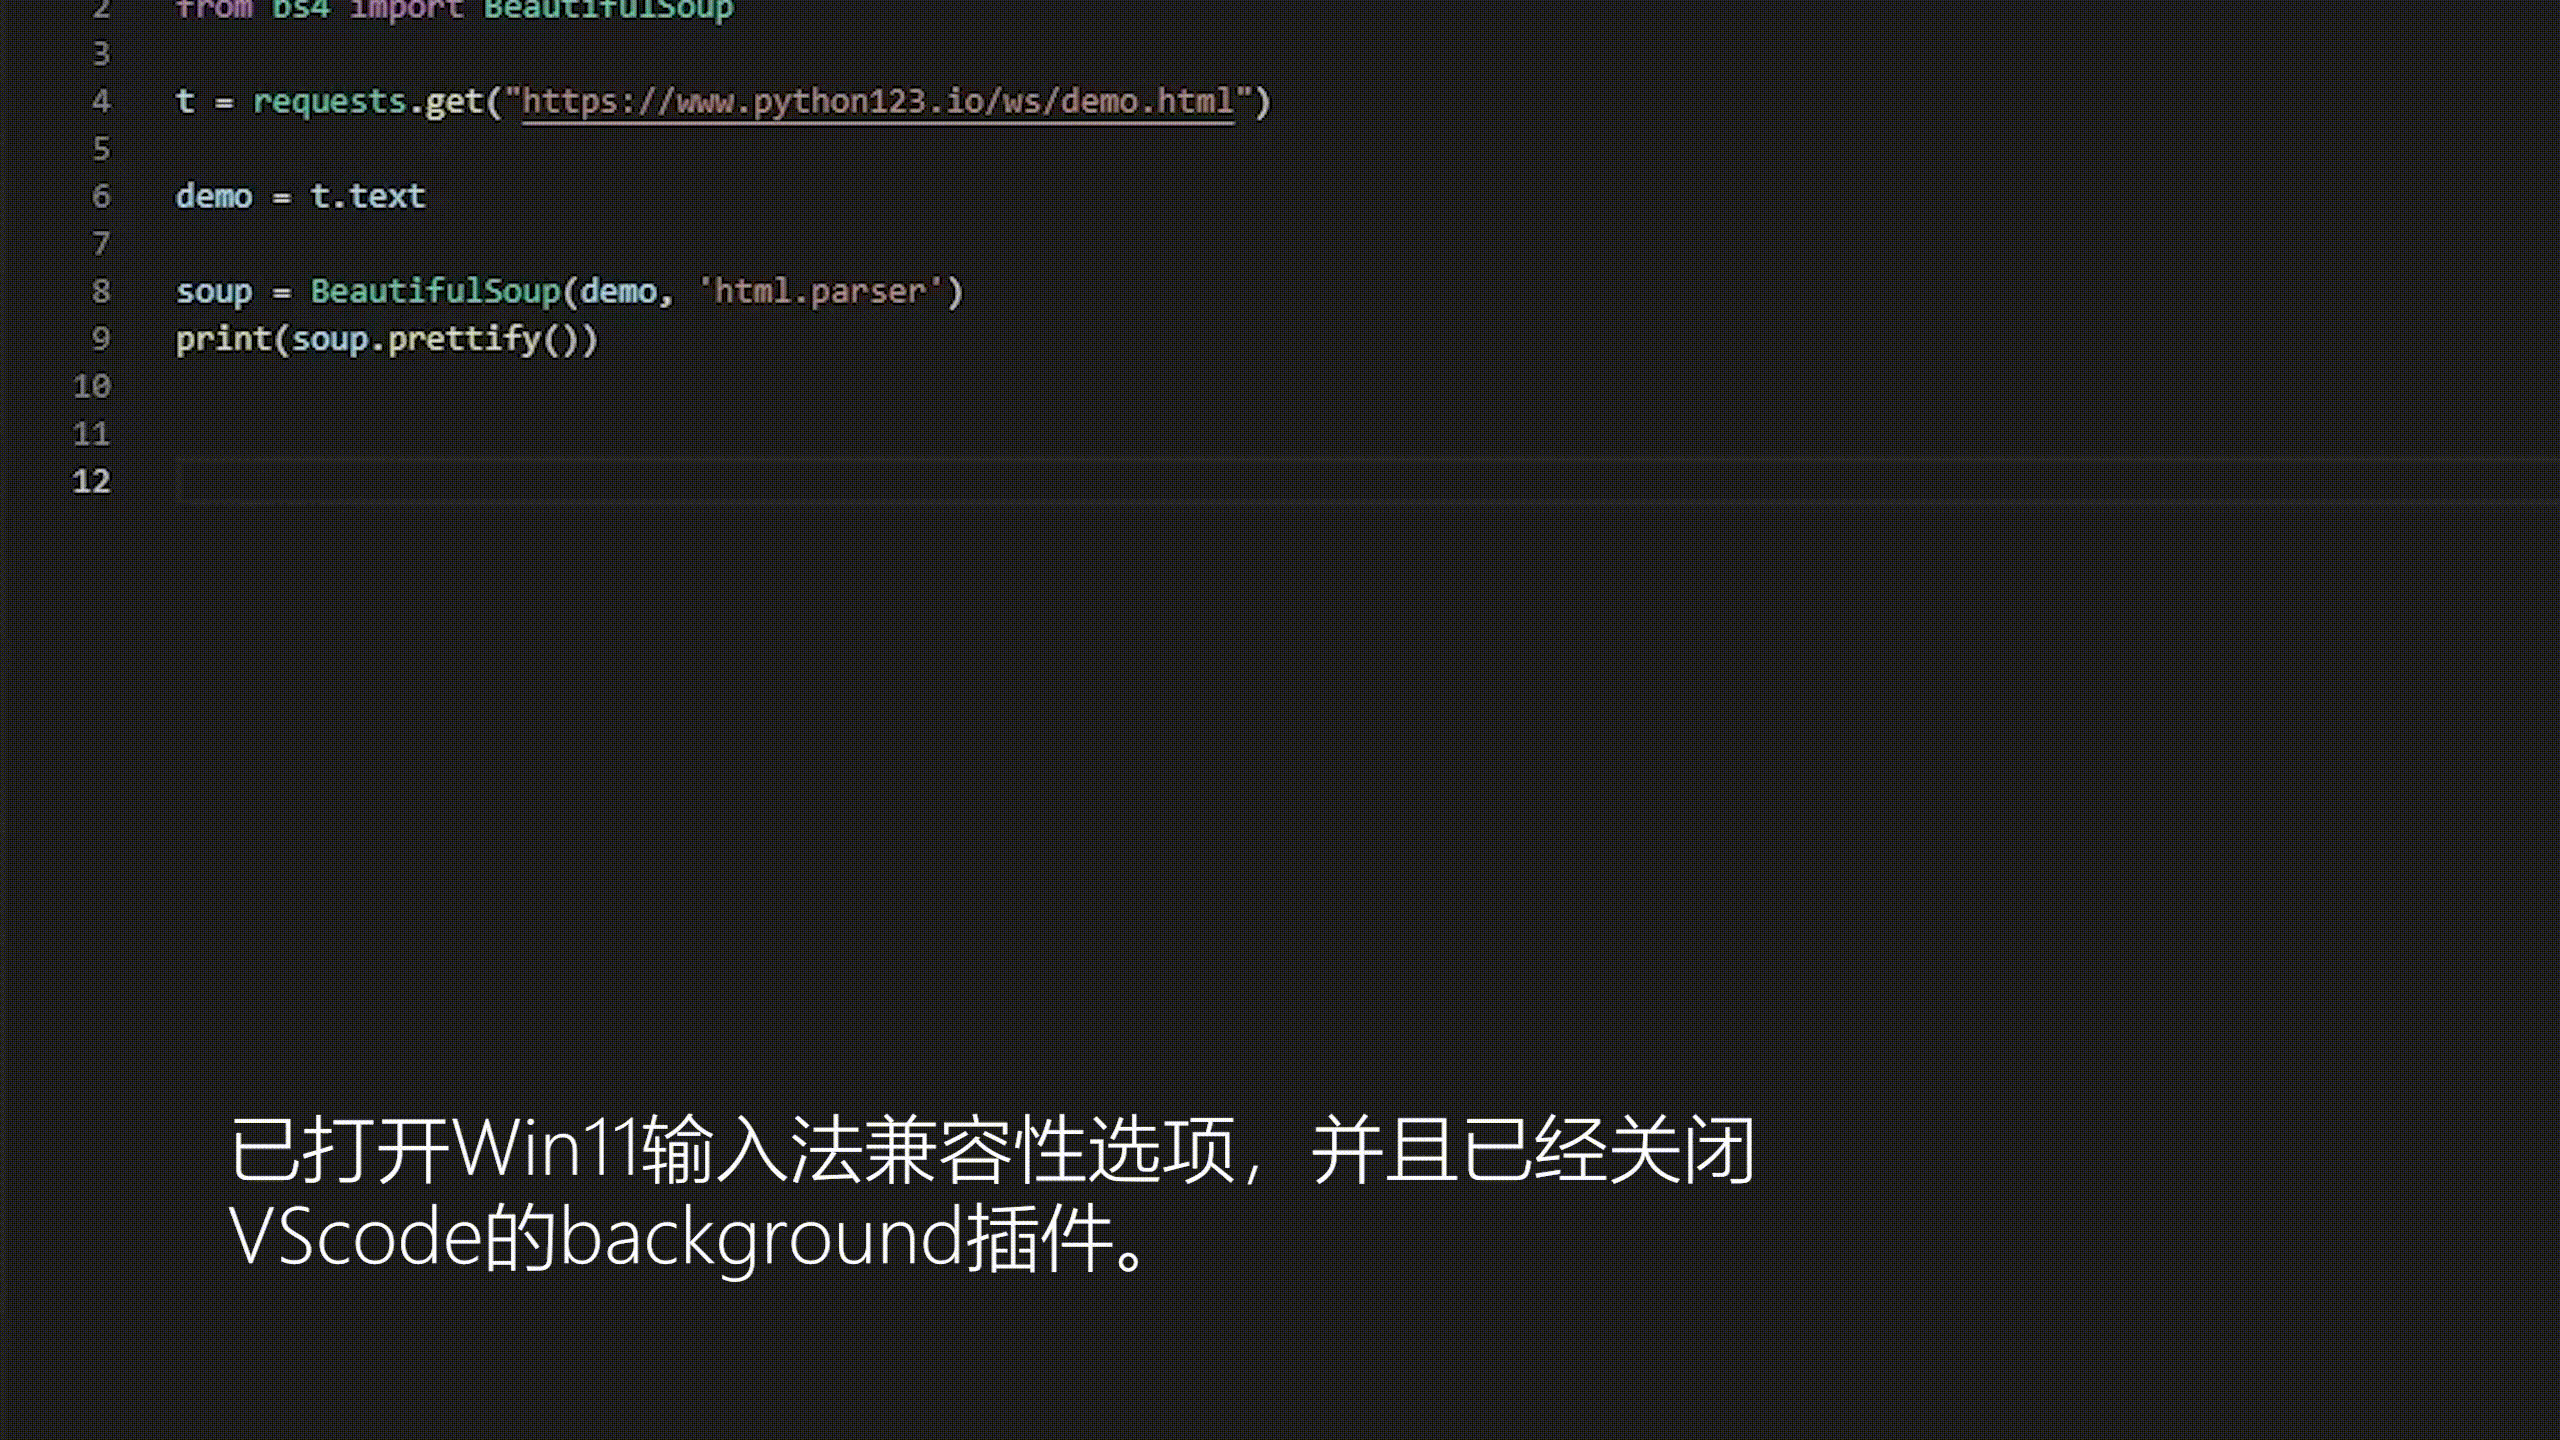 2 from bs4 import BeautifulSoup
3
4 t = requests.get("https://www.python123.io/ws/demo.html")
5
6 demo = t.text
7
8 soup = BeautifulSoup(demo, 'html.parser')
9 print(soup.prettify())
10
11
12
已打开Win11输入法兼容性选项，并且已经关闭
VScode的background插件。